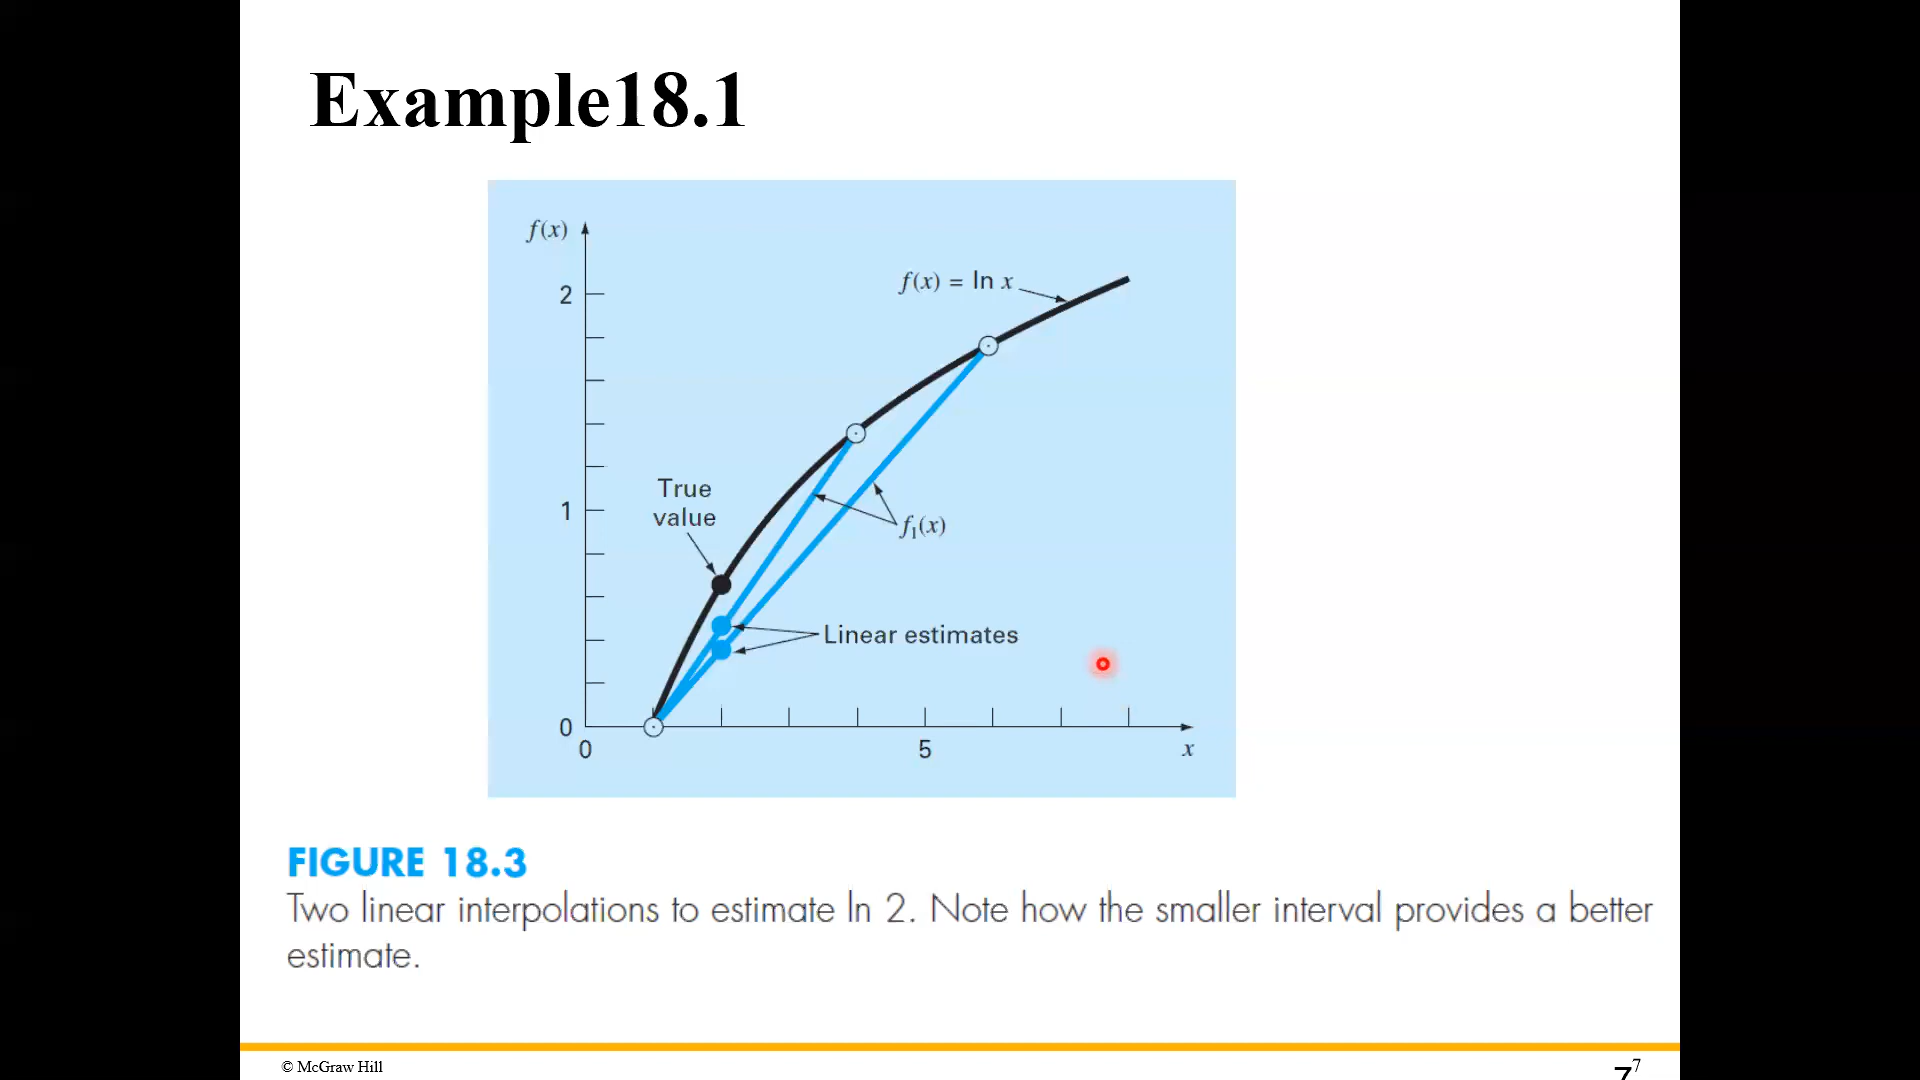 Example18.1
f(x)
2
f(x) = ln x
True
value
1
f₁(x)
Linear estimates
0
0
5
x
FIGURE 18.3
Two linear interpolations to estimate ln 2. Note how the smaller interval provides a better
estimate.
© McGraw Hill
7
7